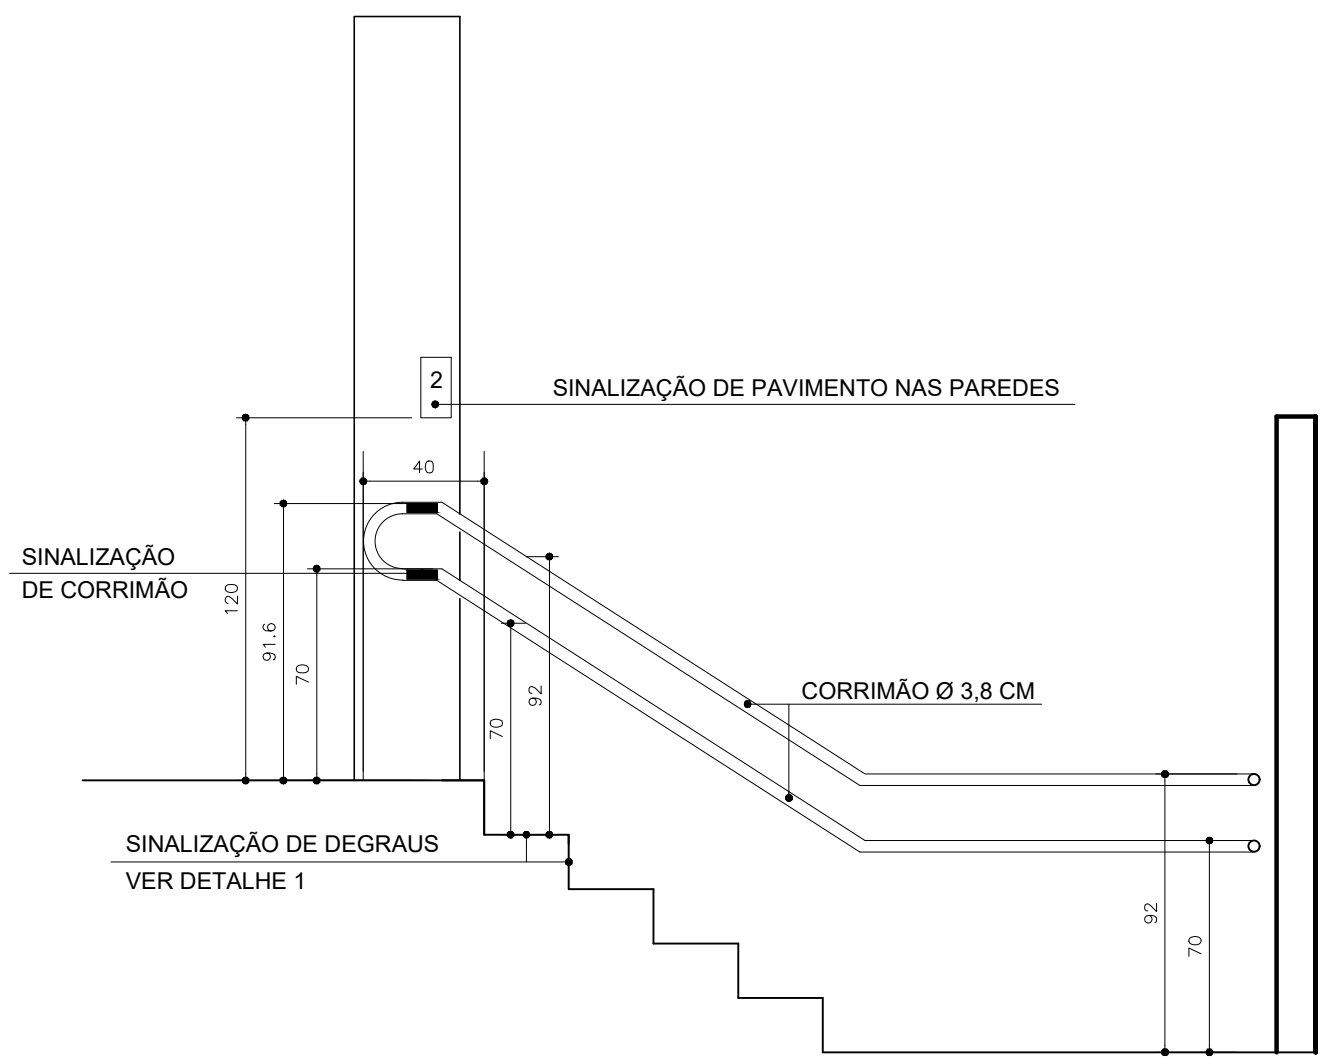 2
SINALIZAÇÃO DE PAVIMENTO NAS PAREDES
40
SINALIZAÇÃO
DE CORRIMÃO
120
91.6
70
92
70
CORRIMÃO Ø 3,8 CM
SINALIZAÇÃO DE DEGRAUS
VER DETALHE 1
92
70